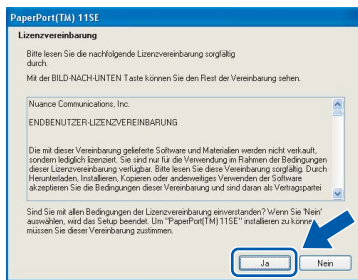 PaperPort(TM) 11SE
Lizenzvereinbarung
Bitte lesen Sie die nachfolgende Lizenzvereinbarung sorgfältig
durch.
Mit der BILD-NACH-UNTEN Taste können Sie den Rest der Vereinbarung sehen.
Nuance Communications, Inc.
ENDBENUTZER-LIZENZVEREINBARUNG
Die mit dieser Vereinbarung gelieferte Software und Materialien werden nicht verkauft,
sondern lediglich lizenziert. Sie sind nur für die Verwendung im Rahmen der Bedingungen
dieser Lizenzvereinbarung verfügbar. Bitte lesen Sie diese Vereinbarung sorgfältig. Durch
Herunterladen, Installieren, Kopieren oder anderweitiges Verwenden der Software
akzeptieren Sie die Bedingungen dieser Vereinbarung und sind daran als Vertragspartei
Sind Sie mit allen Bedingungen der Lizenzvereinbarung einverstanden? Wenn Sie 'Nein'
auswählen, wird das Setup beendet. Um "PaperPort(TM) 11SE" installieren zu können,
müssen Sie dieser Vereinbarung zustimmen.
Ja
Nein